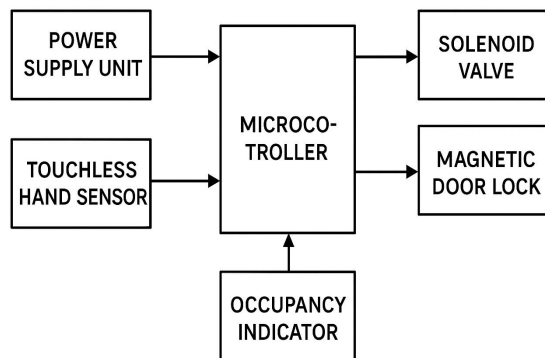 POWER
SUPPLY UNIT
TOUCHLESS
HAND SENSOR
MICROCO-
TROLLER
SOLENOID
VALVE
MAGNETIC
DOOR LOCK
OCCUPANCY
INDICATOR